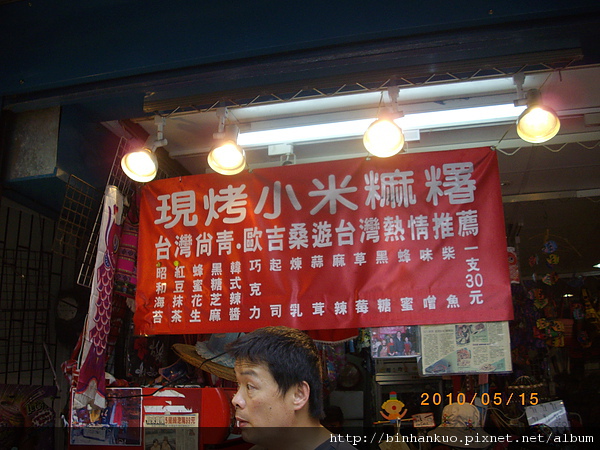 現烤小米麻糬
台灣尚青.歐吉桑遊台灣熱情推薦
昭和海苔
紅豆抹茶
蜂蜜花生
黑糖芝麻
韓式辣醬
巧克力
起司
煉乳
蒜茸
麻辣
草莓
黑糖
蜂蜜
味噌
柴魚
一支30元
2010/05/15
http://binhankuo.pixnet.net/album